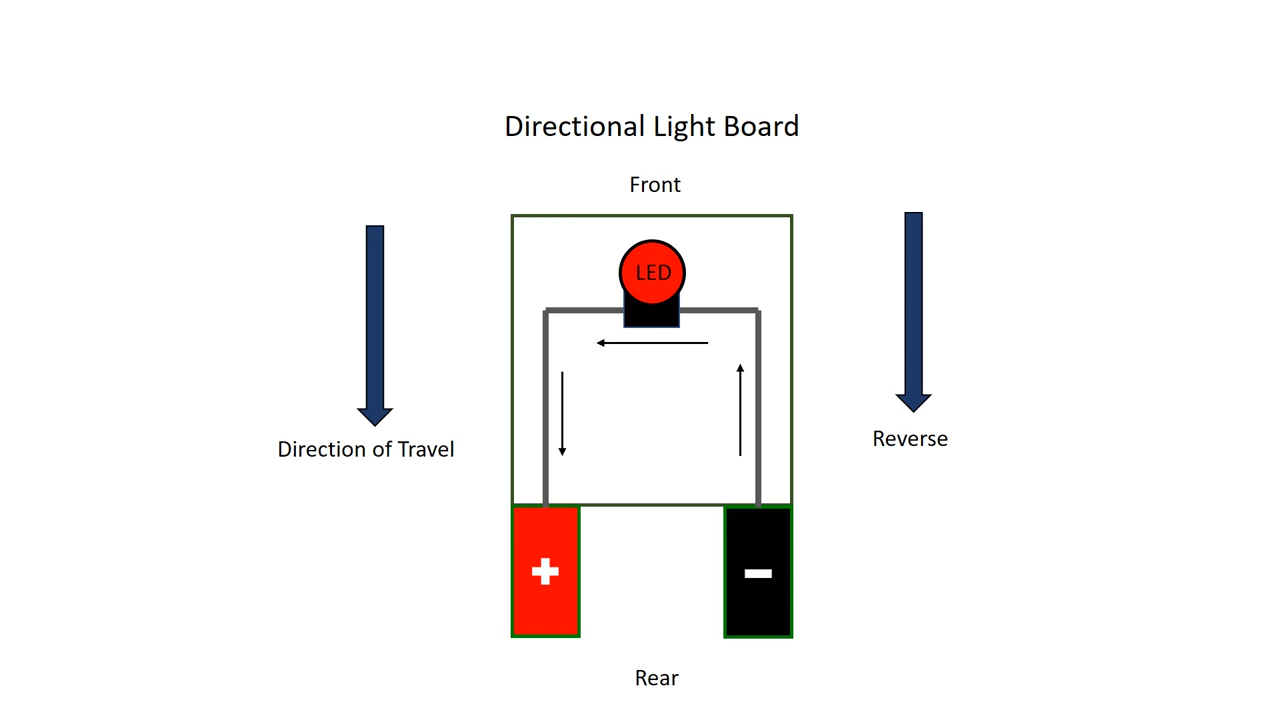 Directional Light Board
Front
LED
Direction of Travel
Reverse
+
-
Rear